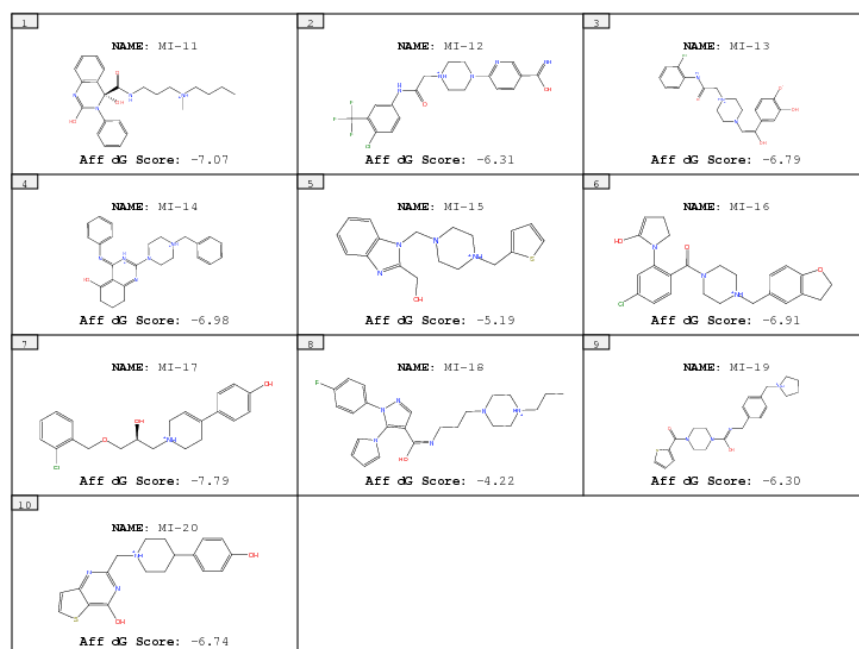 1
NAME: MI-11
Aff dG Score: -7.07
2
NAME: MI-12
Aff dG Score: -6.31
3
NAME: MI-13
Aff dG Score: -6.79
4
NAME: MI-14
Aff dG Score: -6.98
5
NAME: MI-15
Aff dG Score: -5.19
6
NAME: MI-16
Aff dG Score: -6.91
7
NAME: MI-17
Aff dG Score: -7.79
8
NAME: MI-18
Aff dG Score: -4.22
9
NAME: MI-19
Aff dG Score: -6.30
10
NAME: MI-20
Aff dG Score: -6.74